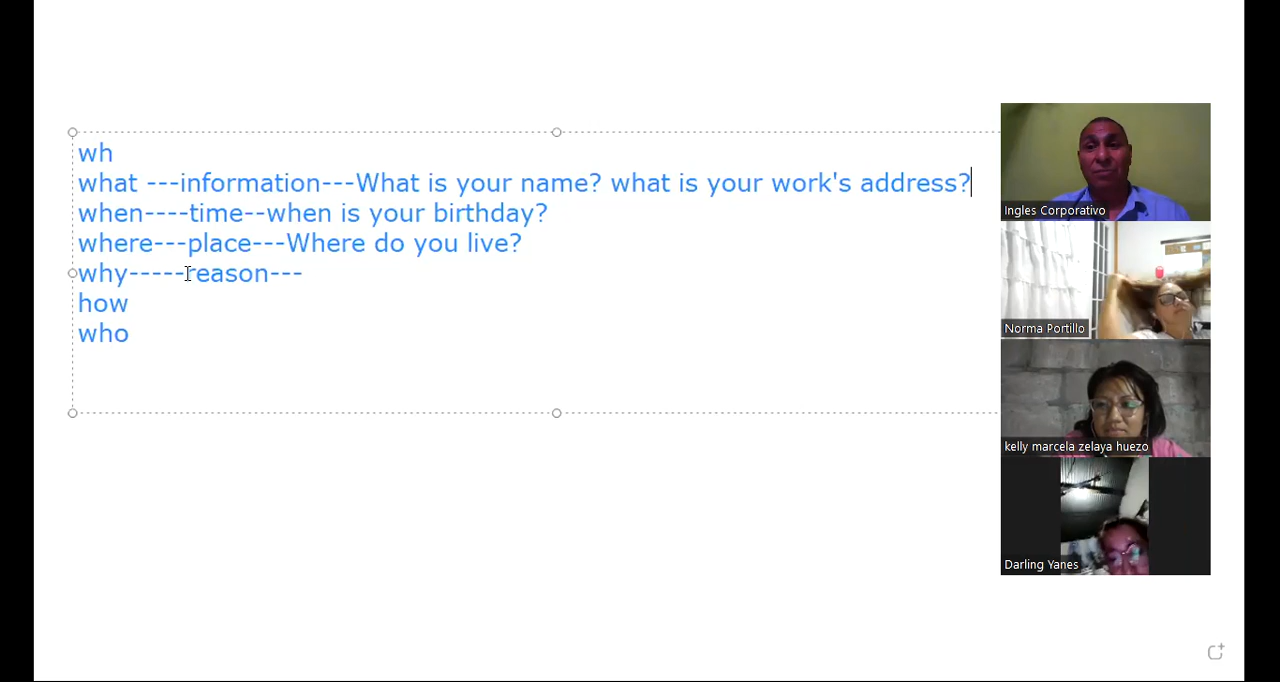 wh
what ---information---What is your name? what is your work's address?
when----time--when is your birthday?
where---place---Where do you live?
why-----reason---
how
who
Ingles Corporativo
Norma Portillo
kelly marcela zelaya huezo
Darling Yanes